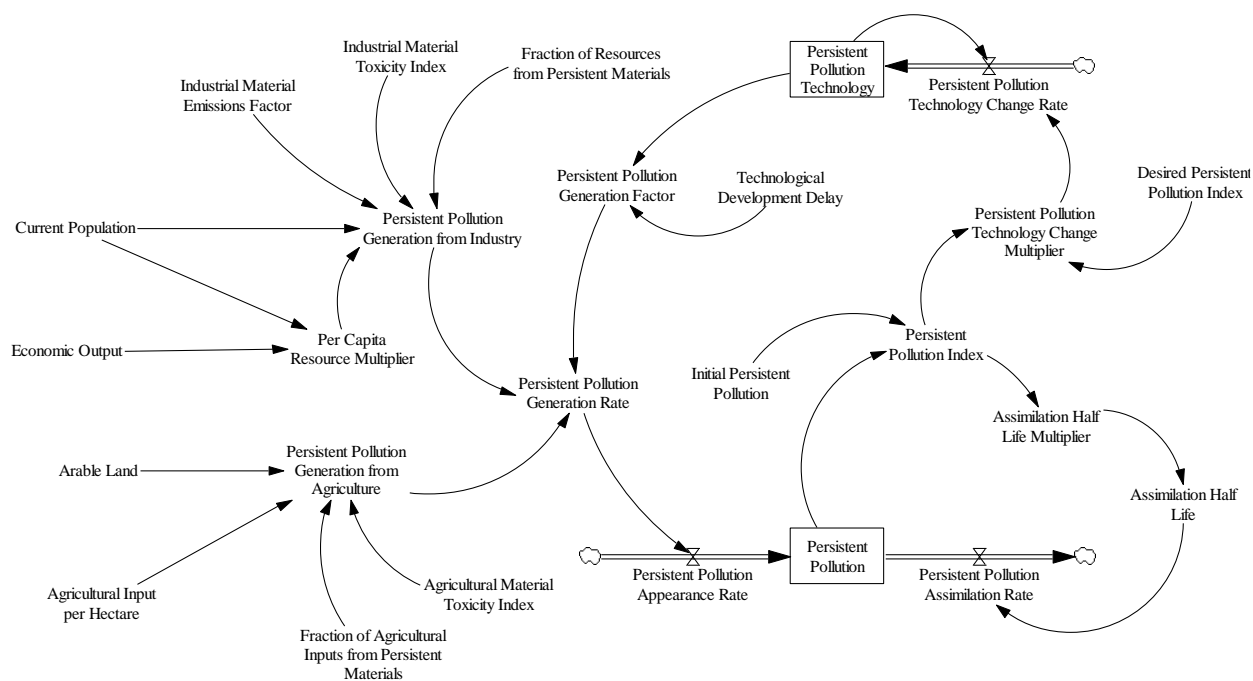 Industrial Material
Toxicity Index
Fraction of Resources
from Persistent Materials
Persistent
Pollution
Technology
Industrial Material
Emissions Factor
Persistent Pollution
Technology Change Rate
Persistent Pollution
Generation Factor
Technological
Development Delay
Desired Persistent
Pollution Index
Current Population
Persistent Pollution
Generation from Industry
Persistent Pollution
Technology Change
Multiplier
Economic Output
Per Capita
Resource Multiplier
Persistent
Pollution Index
Initial Persistent
Pollution
Persistent Pollution
Generation Rate
Assimilation Half
Life Multiplier
Arable Land
Persistent Pollution
Generation from
Agriculture
Assimilation Half
Life
Persistent
Pollution
Persistent Pollution
Appearance Rate
Persistent Pollution
Assimilation Rate
Agricultural Input
per Hectare
Agricultural Material
Toxicity Index
Fraction of Agricultural
Inputs from Persistent
Materials